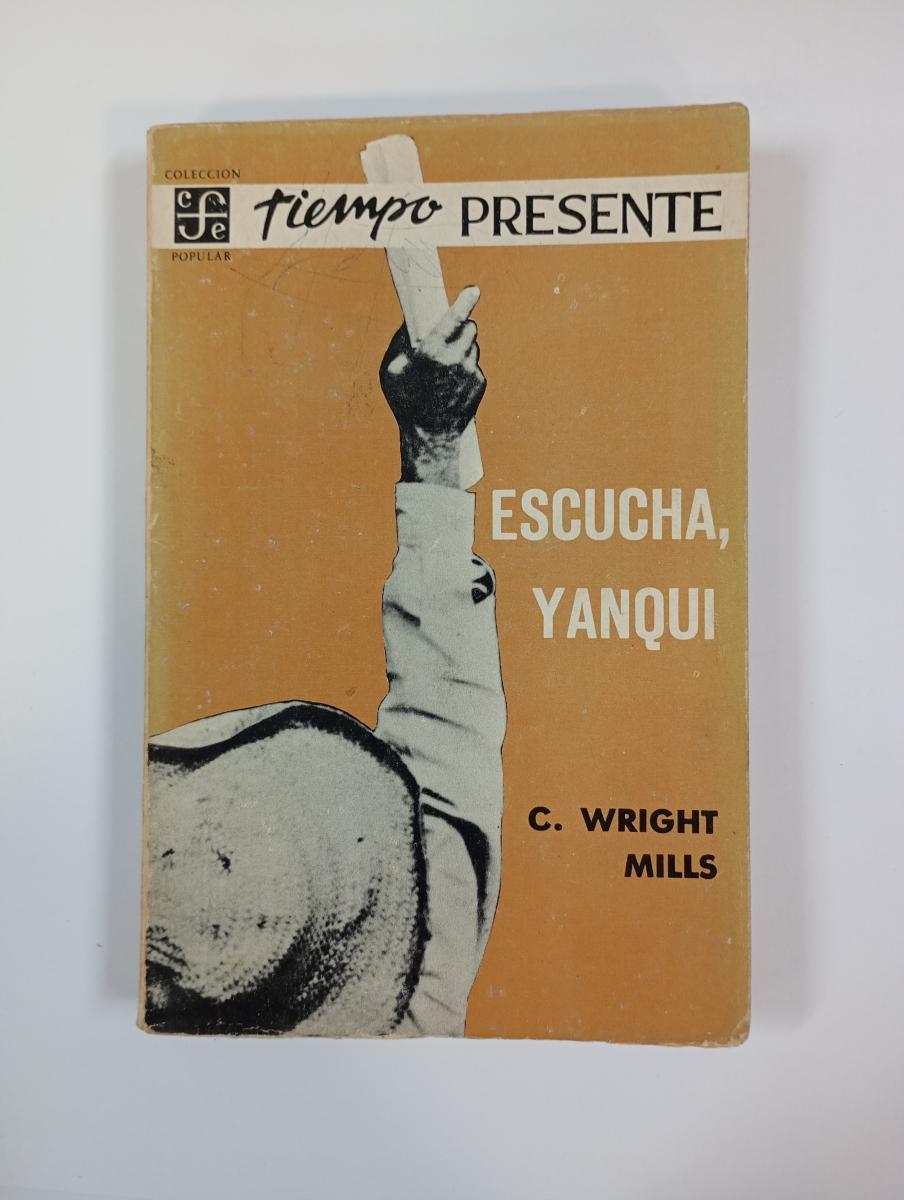 COLECCION
cfe
tiempo PRESENTE
POPULAR
ESCUCHA,
YANQUI
C. WRIGHT
MILLS